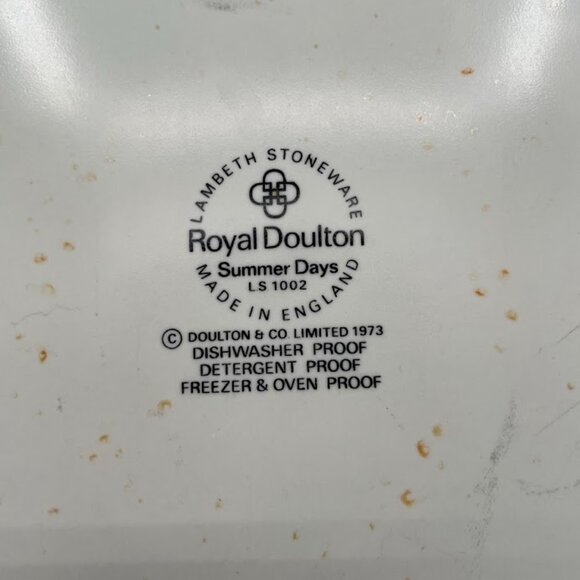 LAMBETH STONEWARE
Royal Doulton
Summer Days
LS 1002
MADE IN ENGLAND
© DOULTON & CO. LIMITED 1973
DISHWASHER PROOF
DETERGENT PROOF
FREEZER & OVEN PROOF